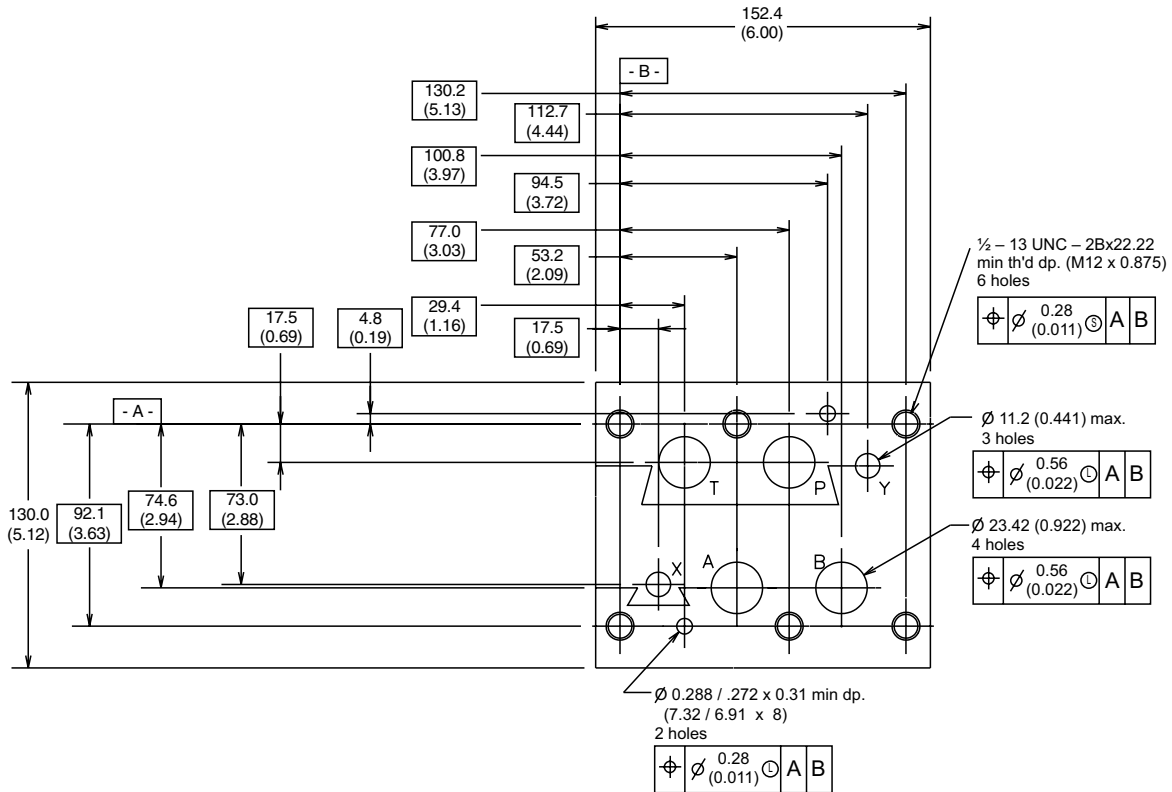 152.4
(6.00)
- B -
130.2
(5.13)
112.7
(4.44)
100.8
(3.97)
94.5
(3.72)
77.0
(3.03)
53.2
(2.09)
29.4
(1.16)
17.5
(0.69)
17.5
(0.69)
4.8
(0.19)
½ – 13 UNC – 2Bx22.22
min th'd dp. (M12 x 0.875)
6 holes
⌖ Ø 0.28 (0.011) Ⓢ A B
- A -
Ø 11.2 (0.441) max.
3 holes
⌖ Ø 0.56 (0.022) Ⓛ A B
T
P
Y
130.0
(5.12)
92.1
(3.63)
74.6
(2.94)
73.0
(2.88)
Ø 23.42 (0.922) max.
4 holes
⌖ Ø 0.56 (0.022) Ⓛ A B
X
A
B
Ø 0.288 / .272 x 0.31 min dp.
(7.32 / 6.91 x 8)
2 holes
⌖ Ø 0.28 (0.011) Ⓛ A B